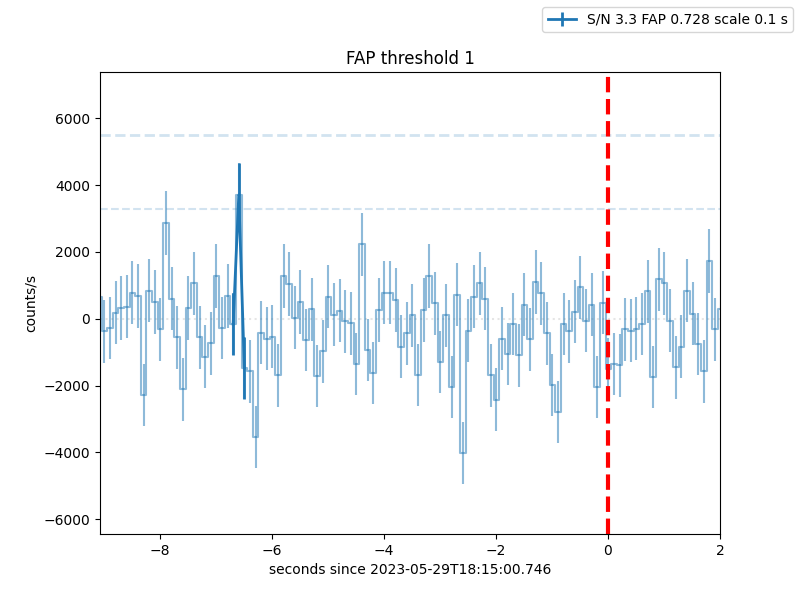 S/N 3.3 FAP 0.728 scale 0.1 s
FAP threshold 1
6000
4000
2000
0
−2000
−4000
−6000
counts/s
−8 −6 −4 −2 0 2
seconds since 2023-05-29T18:15:00.746